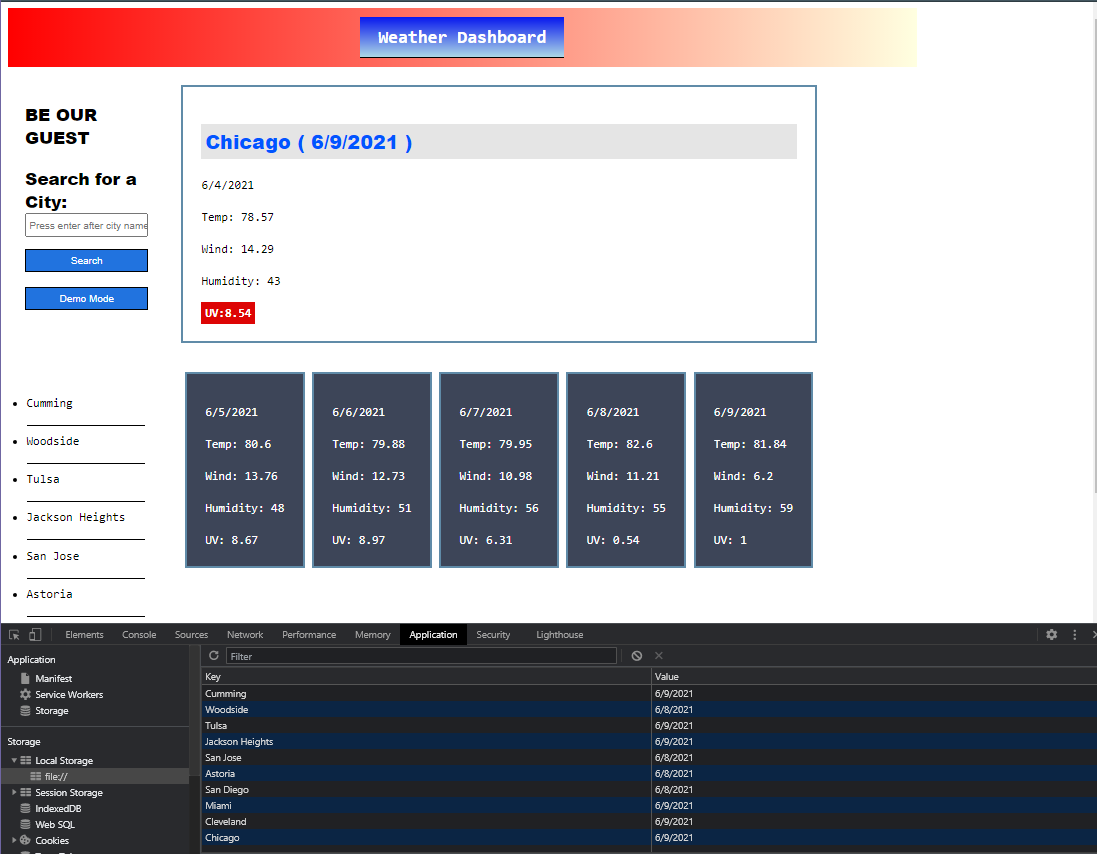 Weather Dashboard
BE OUR
GUEST
Search for a
City:
Press enter after city name
Search
Demo Mode
Cumming
Woodside
Tulsa
Jackson Heights
San Jose
Astoria
Chicago ( 6/9/2021 )
6/4/2021
Temp: 78.57
Wind: 14.29
Humidity: 43
UV:8.54
6/5/2021
Temp: 80.6
Wind: 13.76
Humidity: 48
UV: 8.67
6/6/2021
Temp: 79.88
Wind: 12.73
Humidity: 51
UV: 8.97
6/7/2021
Temp: 79.95
Wind: 10.98
Humidity: 56
UV: 6.31
6/8/2021
Temp: 82.6
Wind: 11.21
Humidity: 55
UV: 0.54
6/9/2021
Temp: 81.84
Wind: 6.2
Humidity: 59
UV: 1
Elements Console Sources Network Performance Memory Application Security Lighthouse
Application
Manifest
Service Workers
Storage
Storage
Local Storage
file://
Session Storage
IndexedDB
Web SQL
Cookies
Filter
Key Value
Cumming 6/9/2021
Woodside 6/8/2021
Tulsa 6/9/2021
Jackson Heights 6/9/2021
San Jose 6/8/2021
Astoria 6/8/2021
San Diego 6/8/2021
Miami 6/9/2021
Cleveland 6/9/2021
Chicago 6/9/2021